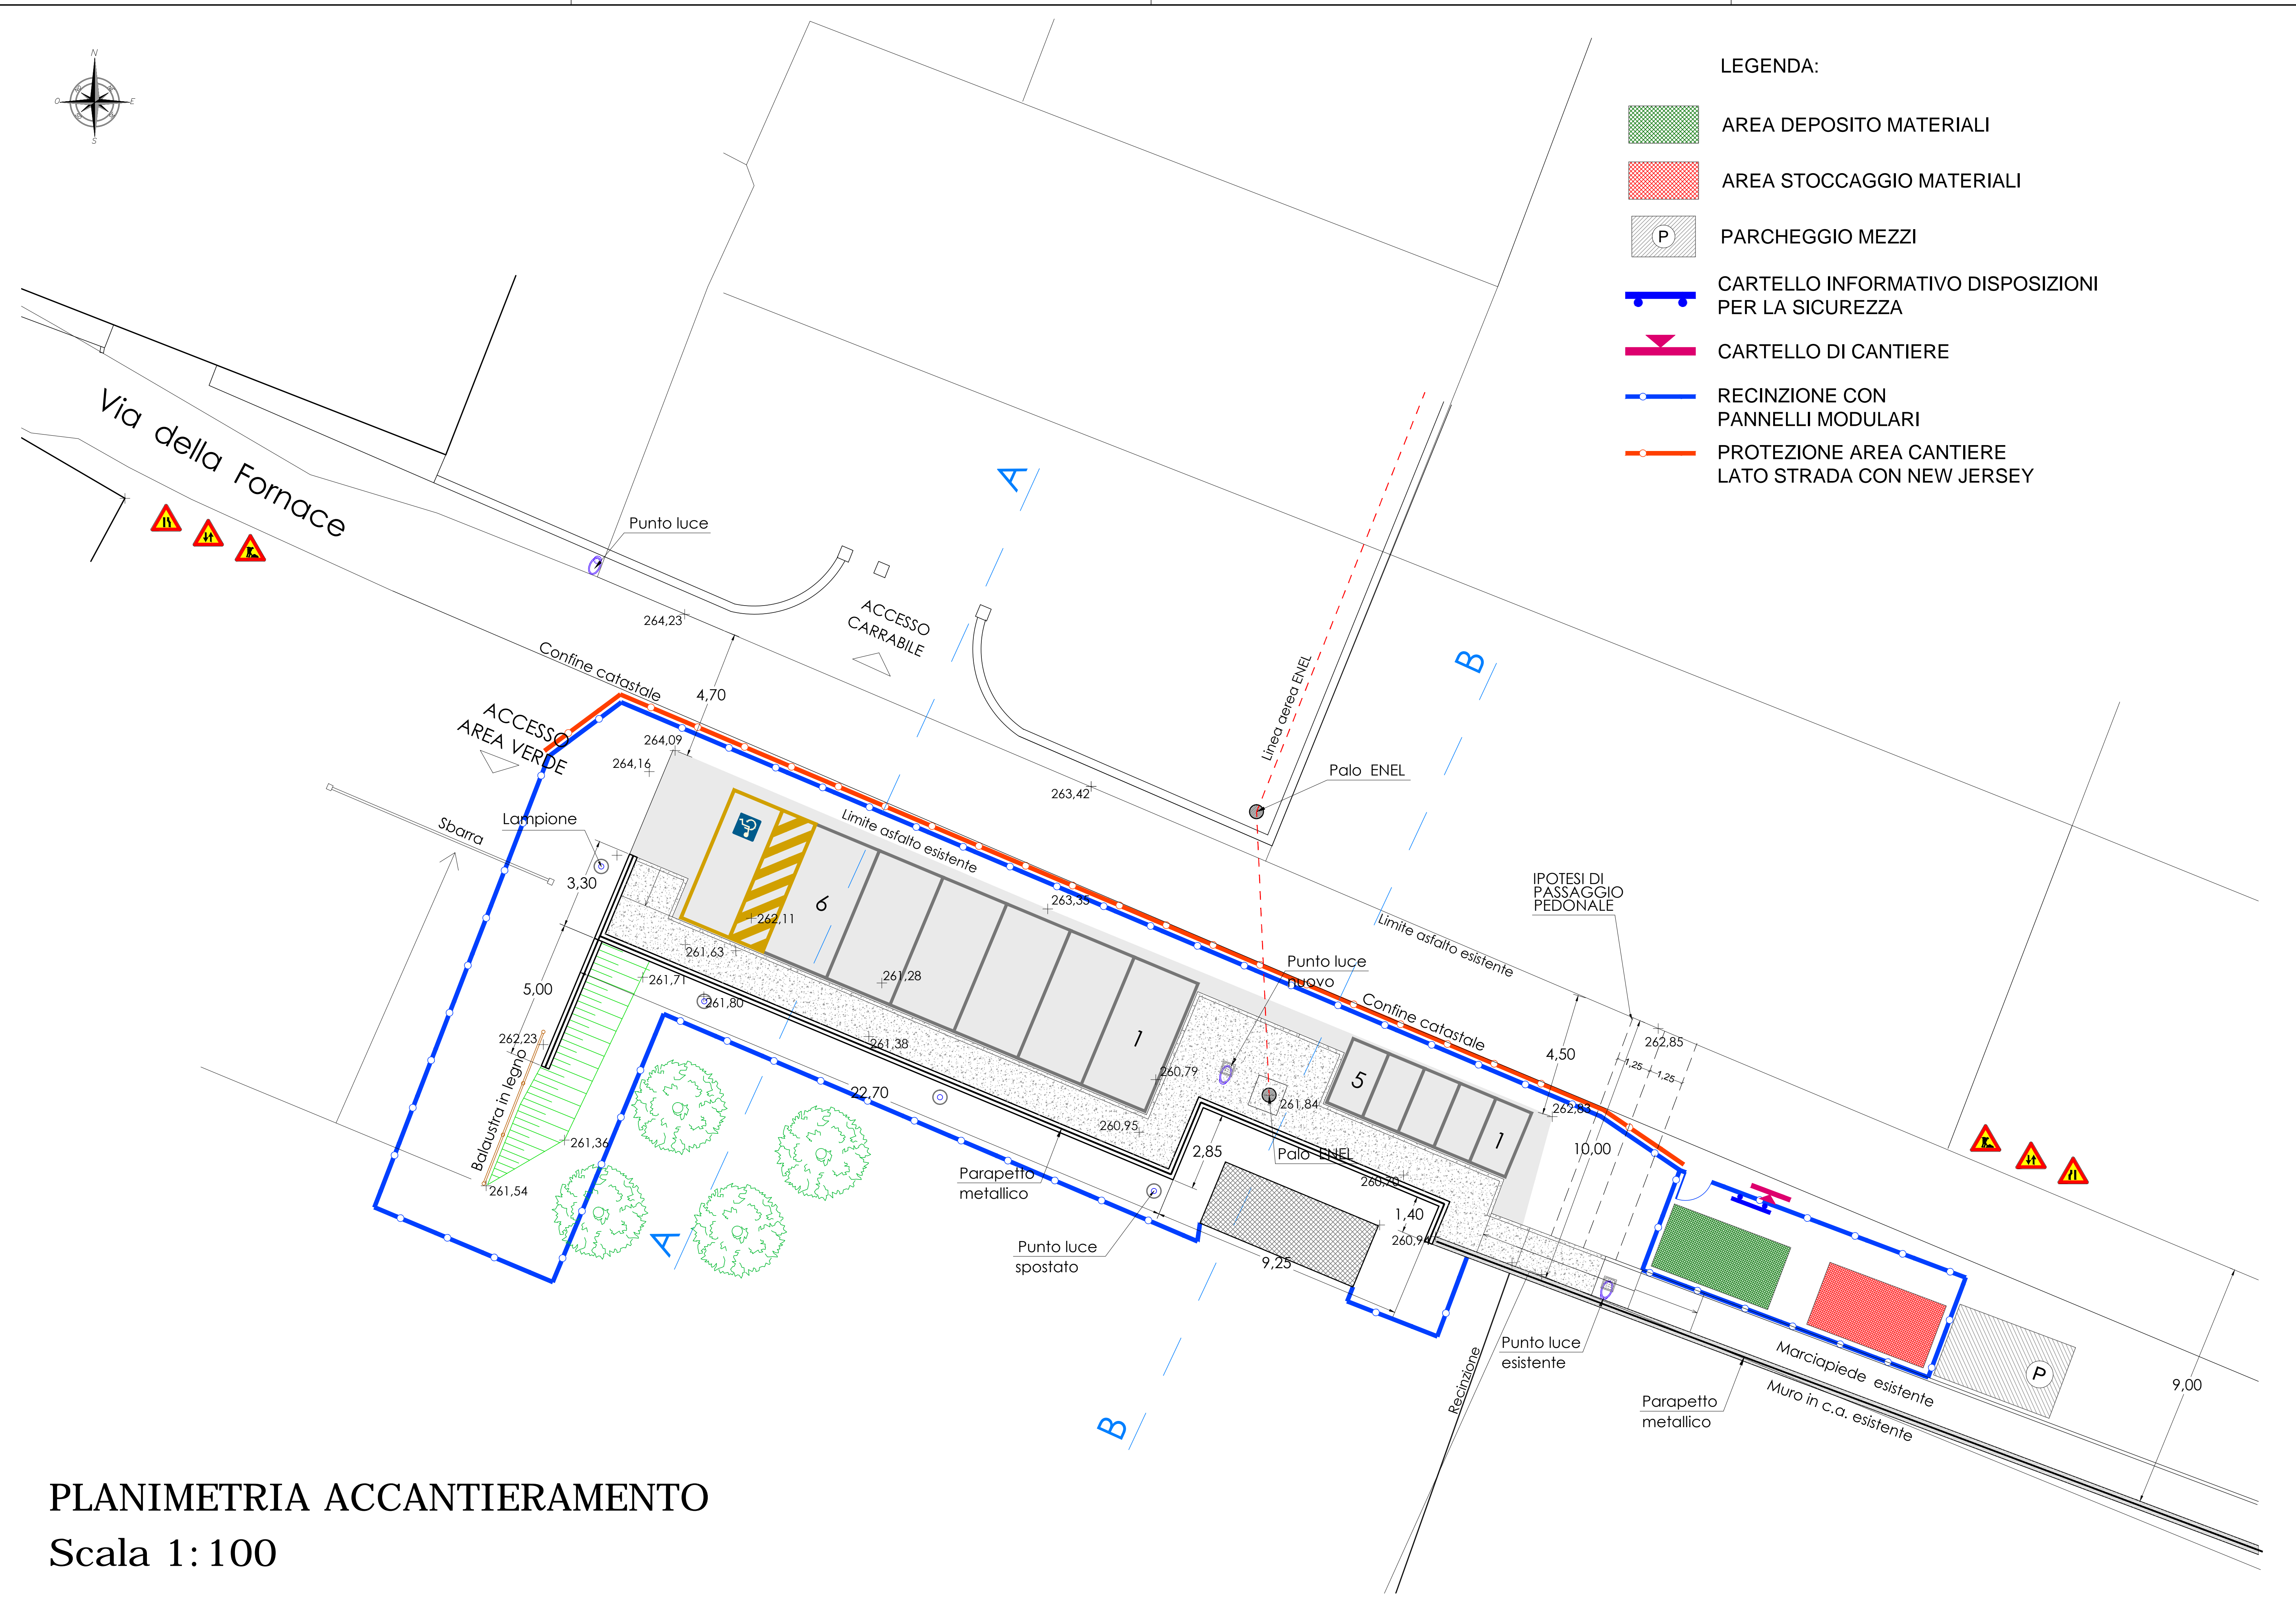 N
O
E
S
LEGENDA:
AREA DEPOSITO MATERIALI
AREA STOCCAGGIO MATERIALI
P
PARCHEGGIO MEZZI
CARTELLO INFORMATIVO DISPOSIZIONI
PER LA SICUREZZA
CARTELLO DI CANTIERE
RECINZIONE CON
PANNELLI MODULARI
PROTEZIONE AREA CANTIERE
LATO STRADA CON NEW JERSEY
Via della Fornace
Punto luce
A
264,23
ACCESSO
CARRABILE
Confine catastale
4,70
B
Linea aerea ENEL
ACCESSO
AREA VERDE
264,09
264,16
Palo ENEL
263,42
Sbarra
Lampione
Limite asfalto esistente
3,30
6
263,35
262,11
IPOTESI DI
PASSAGGIO
PEDONALE
Limite asfalto esistente
261,63
261,71
261,28
261,80
Punto luce
nuovo
5,00
Confine catastale
262,23
261,38
1
4,50
262,85
1,25
1,25
Balaustra in legno
22,70
260,79
5
261,84
262,83
261,36
260,95
1
10,00
2,85
Palo ENEL
261,54
Parapetto
metallico
260,70
1,40
260,94
A
Punto luce
spostato
9,25
Punto luce
esistente
Marciapiede esistente
P
9,00
Recinzione
Muro in c.a. esistente
Parapetto
metallico
B
PLANIMETRIA ACCANTIERAMENTO
Scala 1:100